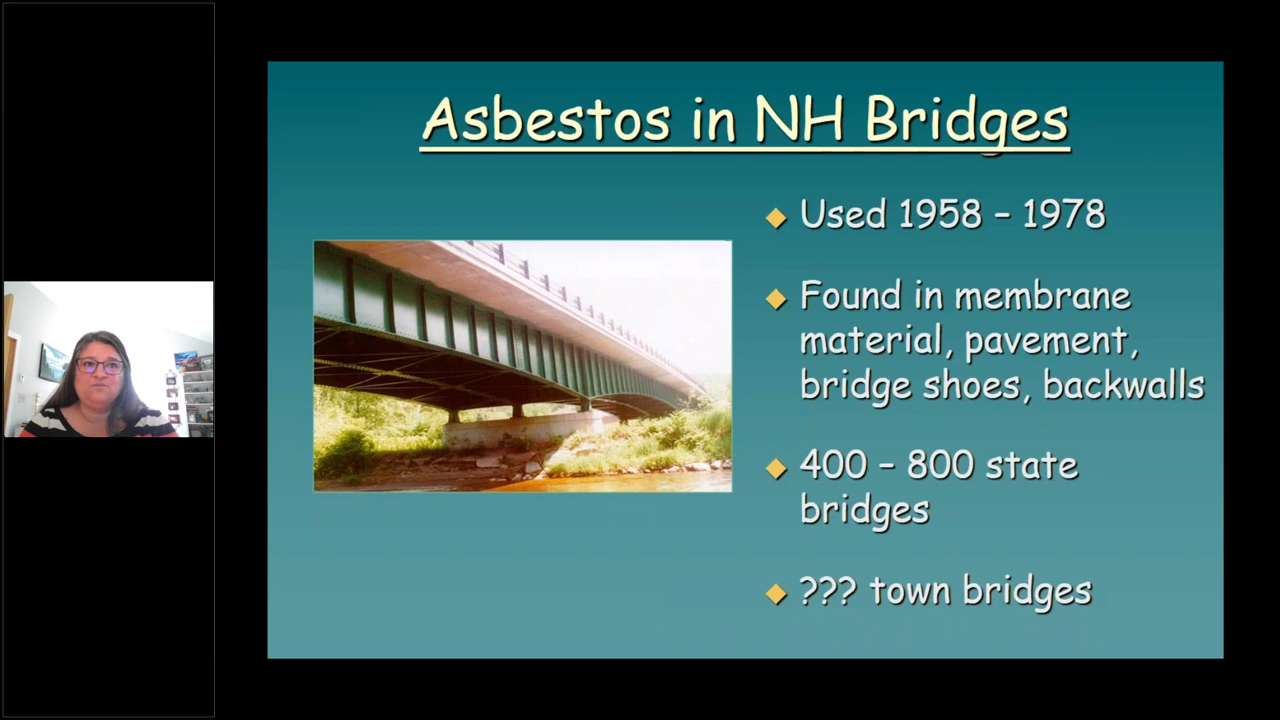 Asbestos in NH Bridges
Used 1958 – 1978
Found in membrane
material, pavement,
bridge shoes, backwalls
400 – 800 state
bridges
??? town bridges